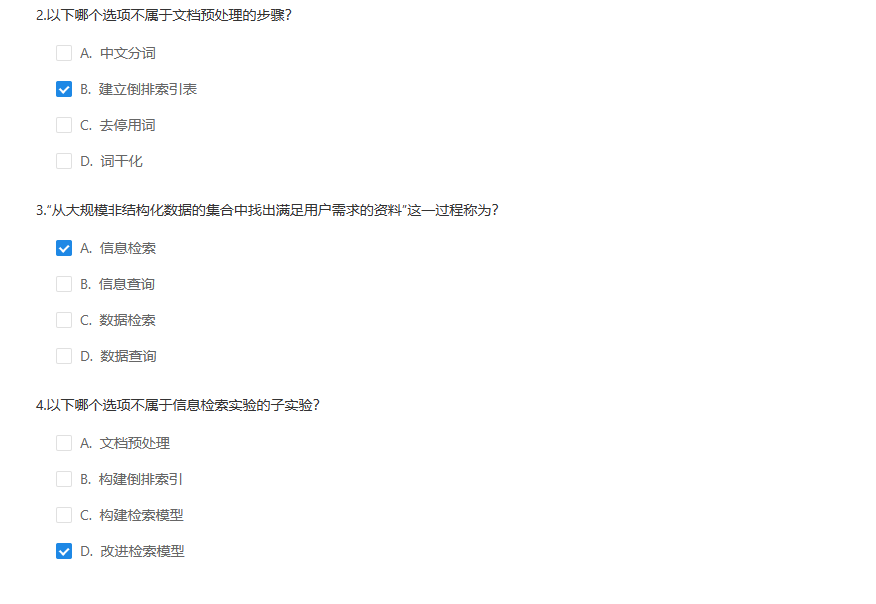 2.以下哪个选项不属于文档预处理的步骤?
A. 中文分词
B. 建立倒排索引表
C. 去停用词
D. 词干化
3."从大规模非结构化数据的集合中找出满足用户需求的资料"这一过程称为?
A. 信息检索
B. 信息查询
C. 数据检索
D. 数据查询
4.以下哪个选项不属于信息检索实验的子实验?
A. 文档预处理
B. 构建倒排索引
C. 构建检索模型
D. 改进检索模型